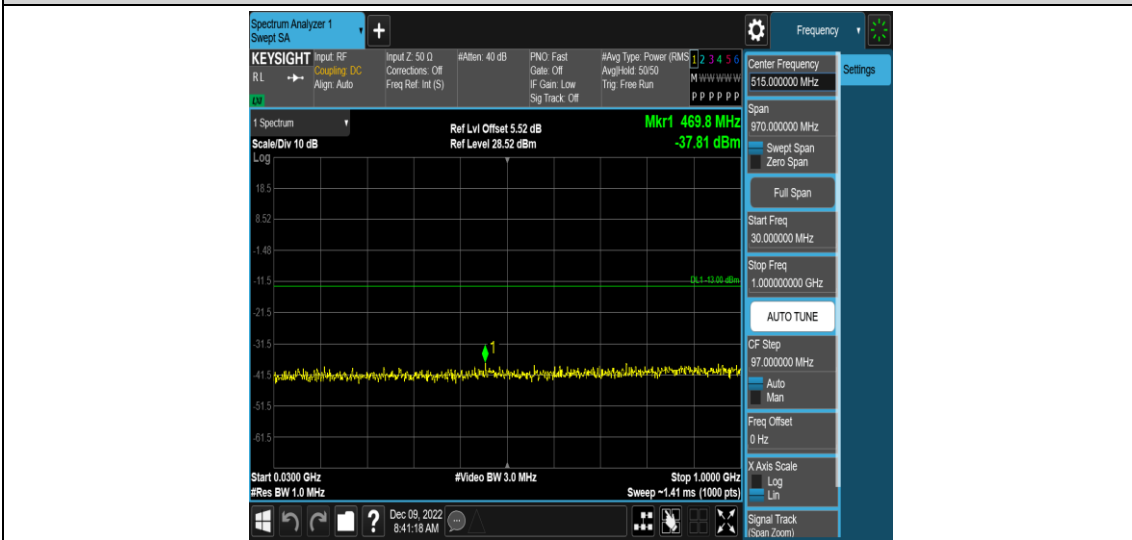 Spectrum Analyzer 1
Swept SA
+
Frequency
KEYSIGHT
RL
LXI
Input: RF
Coupling: DC
Align: Auto
Input Z: 50 Ω
Corrections: Off
Freq Ref: Int (S)
#Atten: 40 dB
PNO: Fast
Gate: Off
IF Gain: Low
Sig Track: Off
#Avg Type: Power (RMS
Avg|Hold: 50/50
Trig: Free Run
1 2 3 4 5 6
M W W W W W
P P P P P P
1 Spectrum
Scale/Div 10 dB
Log
Ref Lvl Offset 5.52 dB
Ref Level 28.52 dBm
Mkr1 469.8 MHz
-37.81 dBm
18.5
8.52
-1.48
-11.5
DL1 -13.00 dBm
-21.5
-31.5
1
-41.5
-51.5
-61.5
Start 0.0300 GHz
#Res BW 1.0 MHz
#Video BW 3.0 MHz
Stop 1.0000 GHz
Sweep ~1.41 ms (1000 pts)
?
Dec 09, 2022
8:41:18 AM
Center Frequency
515.000000 MHz
Settings
Span
970.000000 MHz
Swept Span
Zero Span
Full Span
Start Freq
30.000000 MHz
Stop Freq
1.000000000 GHz
AUTO TUNE
CF Step
97.000000 MHz
Auto
Man
Freq Offset
0 Hz
X Axis Scale
Log
Lin
Signal Track
(Span Zoom)